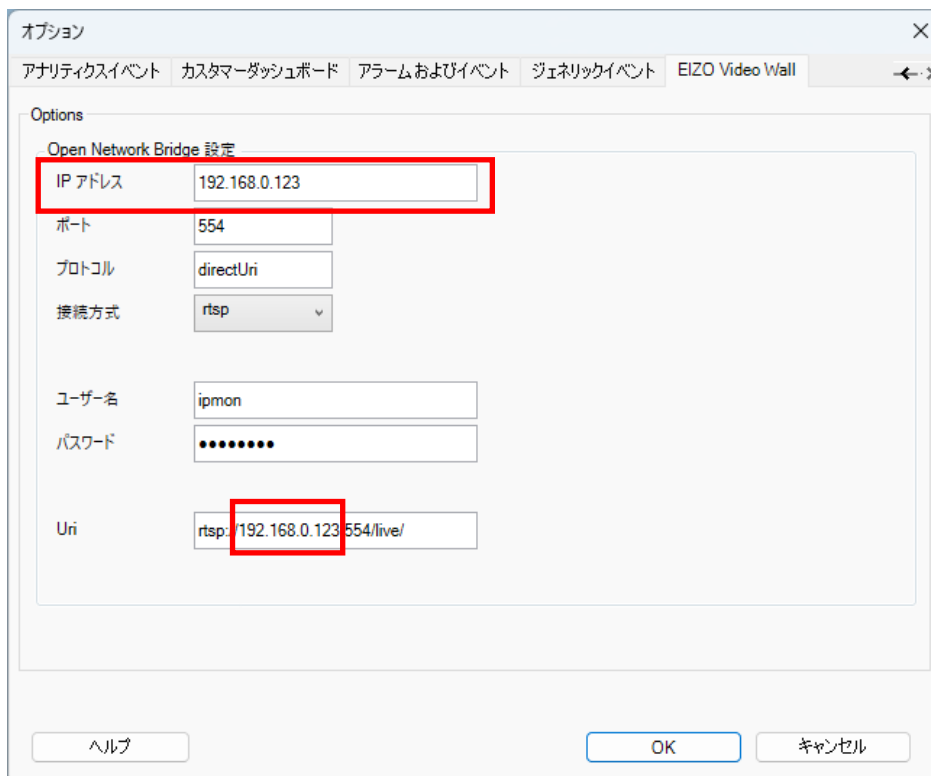 オプション
アナリティクスイベント カスタマーダッシュボード アラームおよびイベント ジェネリックイベント EIZO Video Wall
Options
Open Network Bridge 設定
IP アドレス 192.168.0.123
ポート 554
プロトコル directUri
接続方式 rtsp
ユーザー名 ipmon
パスワード ●●●●●●●●
Uri rtsp://192.168.0.123:554/live/
ヘルプ OK キャンセル